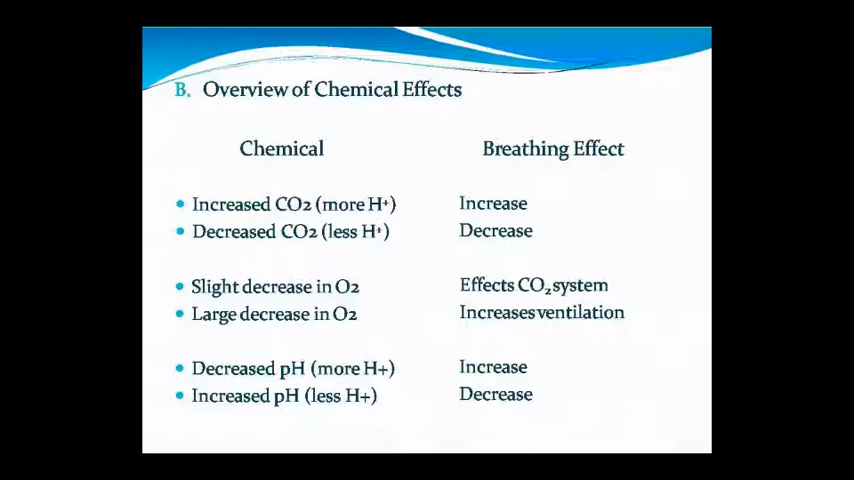 B. Overview of Chemical Effects
Chemical Breathing Effect
• Increased CO2 (more H⁺) Increase
• Decreased CO2 (less H⁺) Decrease
• Slight decrease in O2 Effects CO₂ system
• Large decrease in O2 Increases ventilation
• Decreased pH (more H+) Increase
• Increased pH (less H+) Decrease